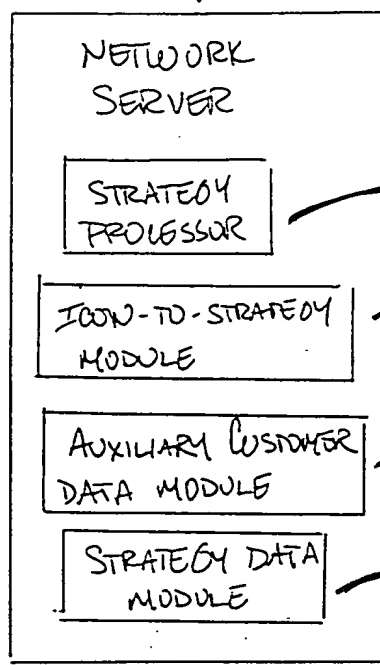 NETWORK
SERVER
STRATEGY
PROCESSOR
ICON-TO-STRATEGY
MODULE
AUXILIARY CUSTOMER
DATA MODULE
STRATEGY DATA
MODULE